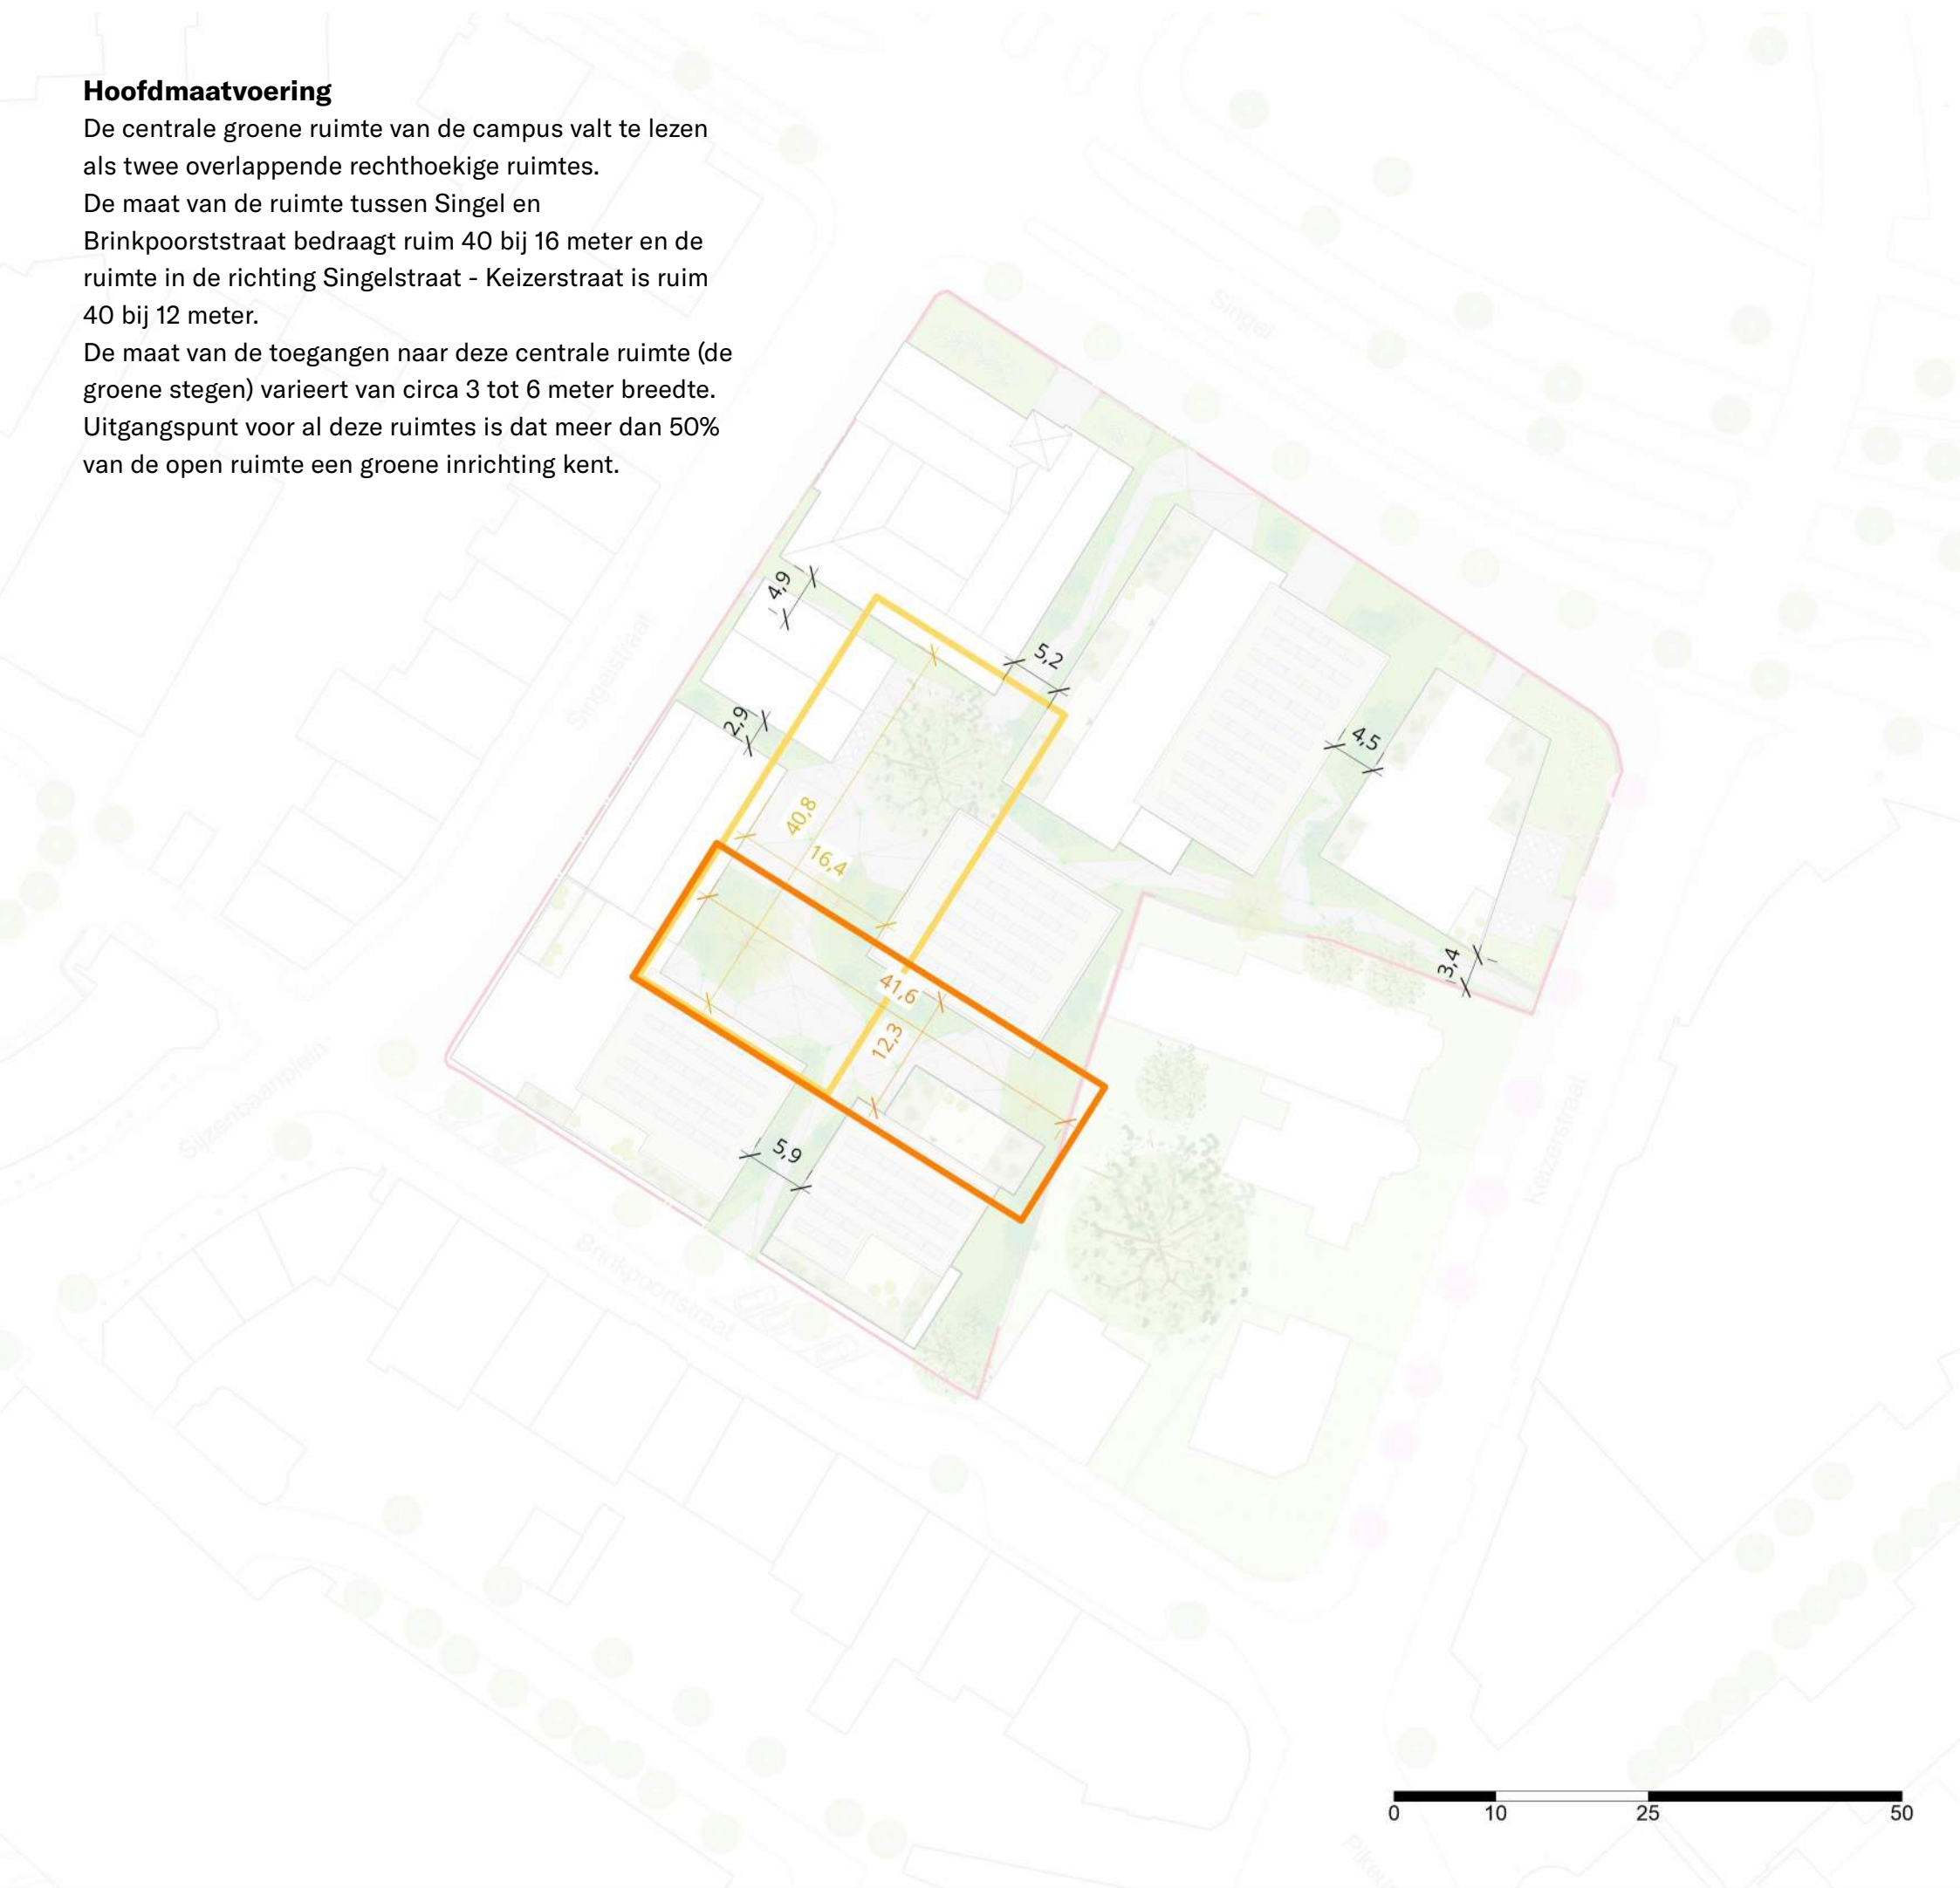 Hoofdmaatvoering
De centrale groene ruimte van de campus valt te lezen
als twee overlappende rechthoekige ruimtes.
De maat van de ruimte tussen Singel en
Brinkpoorststraat bedraagt ruim 40 bij 16 meter en de
ruimte in de richting Singelstraat - Keizerstraat is ruim
40 bij 12 meter.
De maat van de toegangen naar deze centrale ruimte (de
groene stegen) varieert van circa 3 tot 6 meter breedte.
Uitgangspunt voor al deze ruimtes is dat meer dan 50%
van de open ruimte een groene inrichting kent.
Singel
4,9
Singelstraat
5,2
2,9
4,5
40,8
16,4
3,4
41,6
12,3
Sijzenbaanplein
5,9
Keizerstraat
Brinkpoortstraat
0 10 25 50